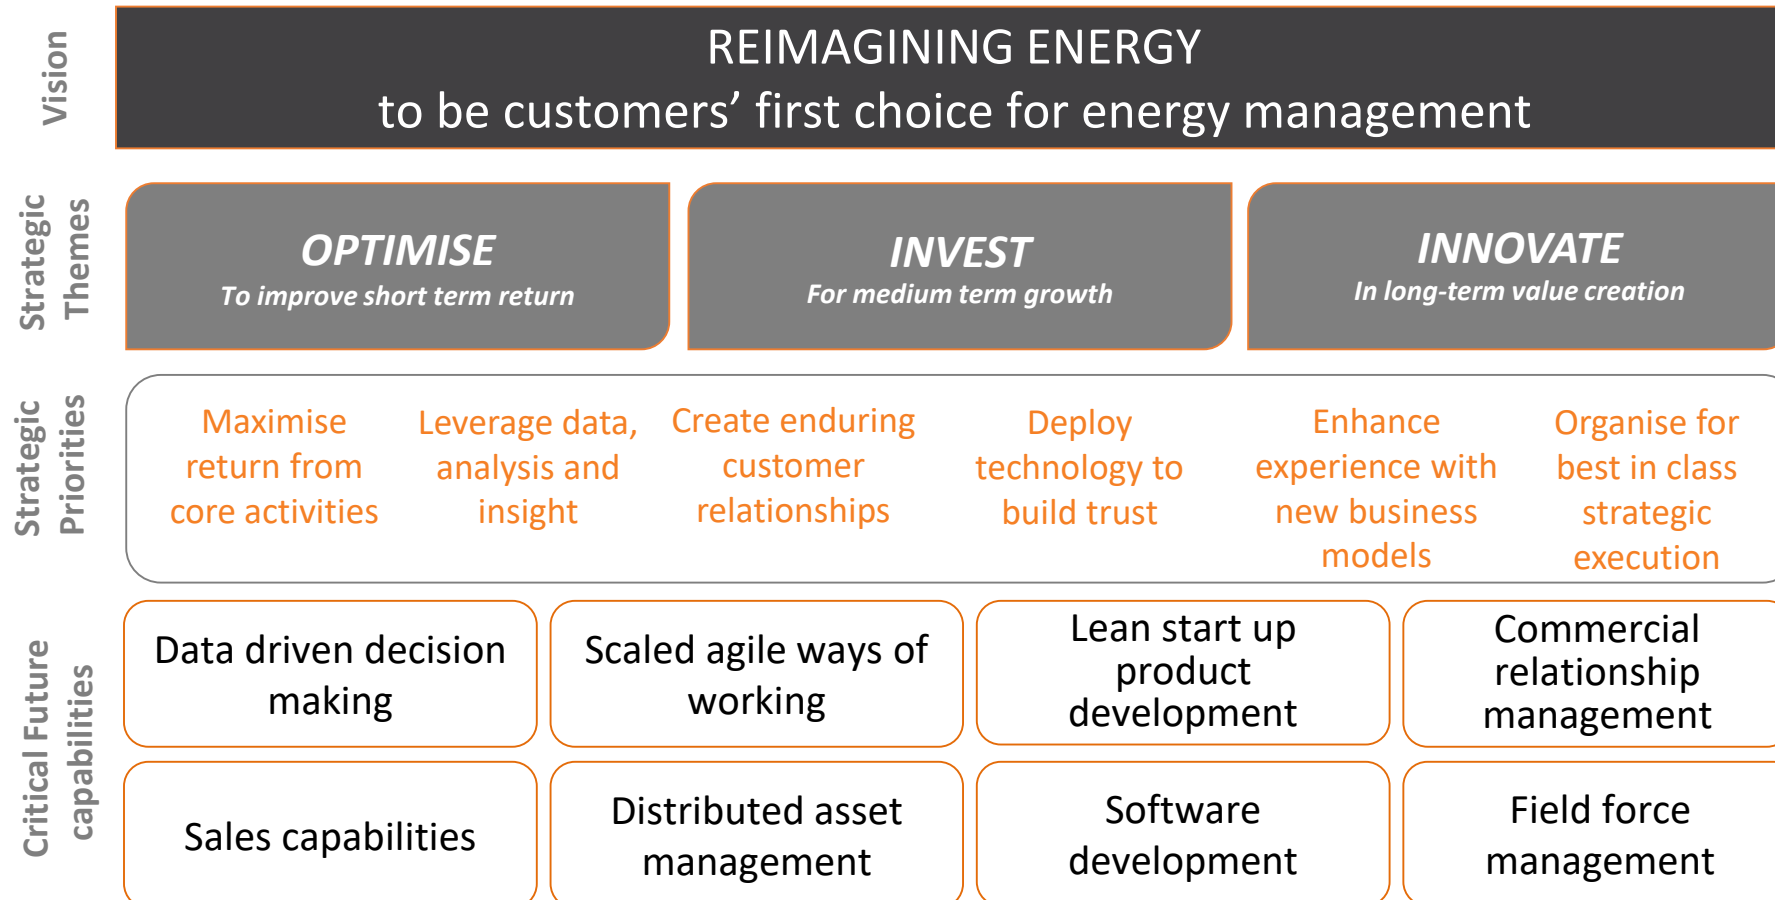 Vision
REIMAGINING ENERGY
to be customers’ first choice for energy management
Strategic
Themes
OPTIMISE
To improve short term return
INVEST
For medium term growth
INNOVATE
In long-term value creation
Strategic
Priorities
Maximise
return from
core activities
Leverage data,
analysis and
insight
Create enduring
customer
relationships
Deploy
technology to
build trust
Enhance
experience with
new business
models
Organise for
best in class
strategic
execution
Critical Future
capabilities
Data driven decision
making
Scaled agile ways of
working
Lean start up
product
development
Commercial
relationship
management
Sales capabilities
Distributed asset
management
Software
development
Field force
management